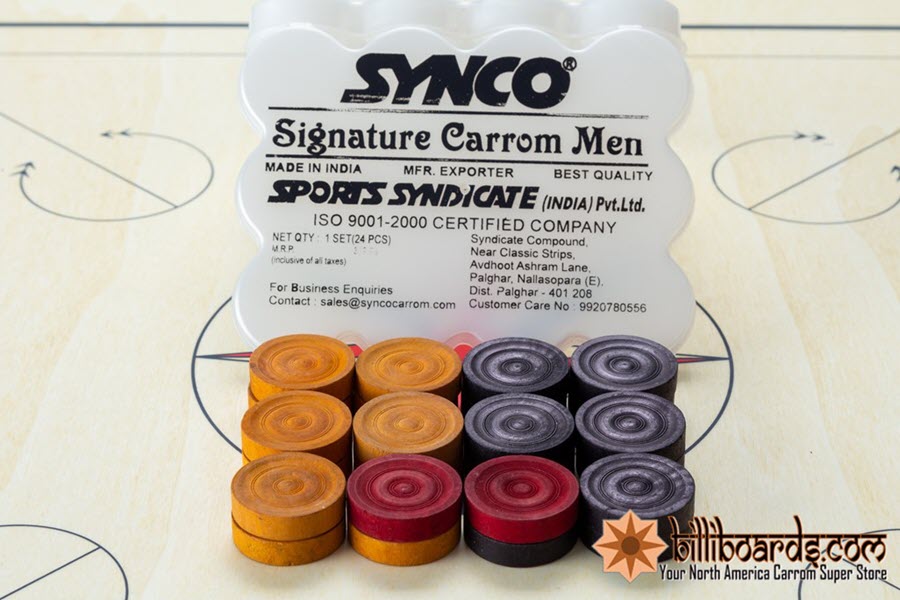 SYNCO®
Signature Carrom Men
MADE IN INDIA MFR. EXPORTER BEST QUALITY
SPORTS SYNDICATE (INDIA) Pvt.Ltd.
ISO 9001-2000 CERTIFIED COMPANY
NET QTY : 1 SET(24 PCS)
M.R.P.
(inclusive of all taxes)
For Business Enquiries
Contact : sales@syncocarrom.com
Syndicate Compound,
Near Classic Strips,
Avdhoot Ashram Lane,
Palghar, Nallasopara (E).
Dist. Palghar - 401 208
Customer Care No : 9920780556
billiboards.com
Your North America Carrom Super Store